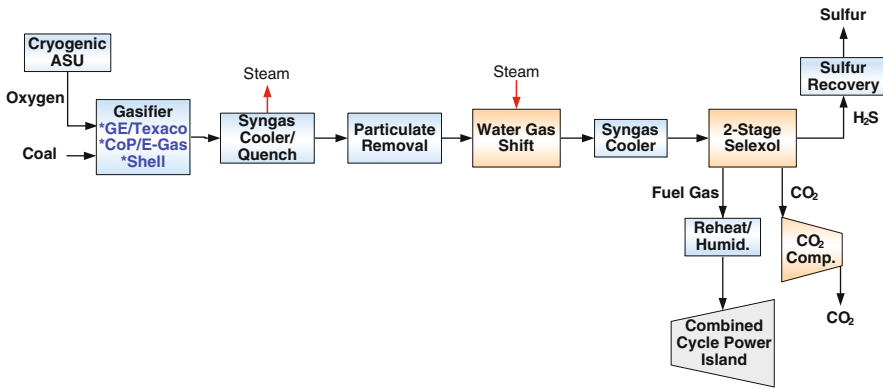 Cryogenic
ASU
Oxygen
Coal
Gasifier
*GE/Texaco
*CoP/E-Gas
*Shell
Steam
Syngas
Cooler/
Quench
Particulate
Removal
Steam
Water Gas
Shift
Syngas
Cooler
2-Stage
Selexol
Sulfur
Sulfur
Recovery
H₂S
Fuel Gas
CO₂
Reheat/
Humid.
CO₂
Comp.
CO₂
Combined
Cycle Power
Island